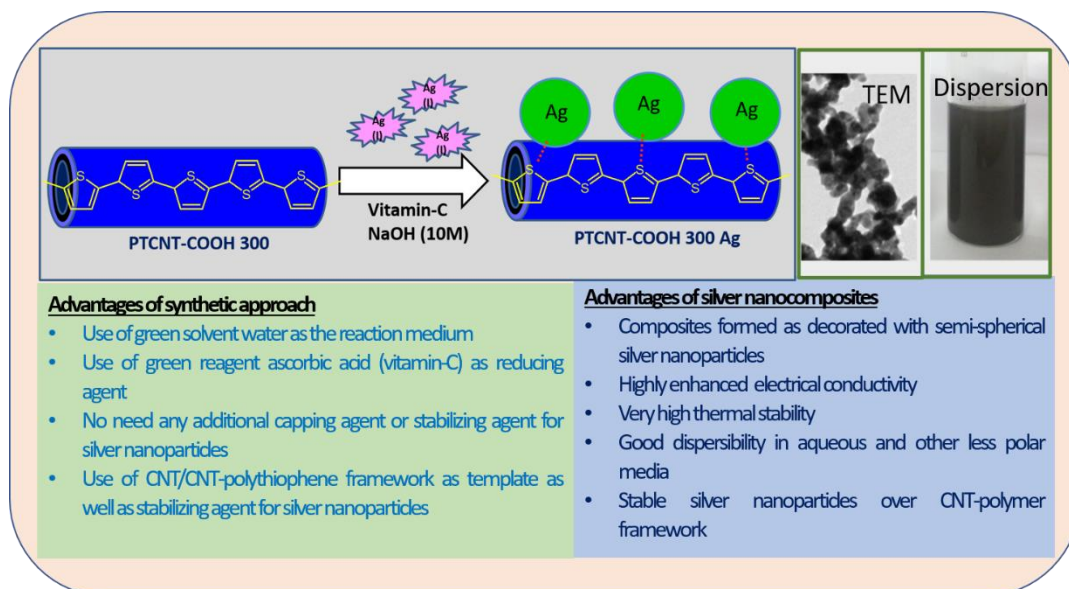 Ag
(I)
Ag
(I)
Ag
(I)
S
S
S
S
S
Vitamin-C
NaOH (10M)
PTCNT-COOH 300
Ag
Ag
Ag
S
S
S
S
S
PTCNT-COOH 300 Ag
TEM
Dispersion
Advantages of synthetic approach
• Use of green solvent water as the reaction medium
• Use of green reagent ascorbic acid (vitamin-C) as reducing
agent
• No need any additional capping agent or stabilizing agent for
silver nanoparticles
• Use of CNT/CNT-polythiophene framework as template as
well as stabilizing agent for silver nanoparticles
Advantages of silver nanocomposites
• Composites formed as decorated with semi-spherical
silver nanoparticles
• Highly enhanced electrical conductivity
• Very high thermal stability
• Good dispersibility in aqueous and other less polar
media
• Stable silver nanoparticles over CNT-polymer
framework